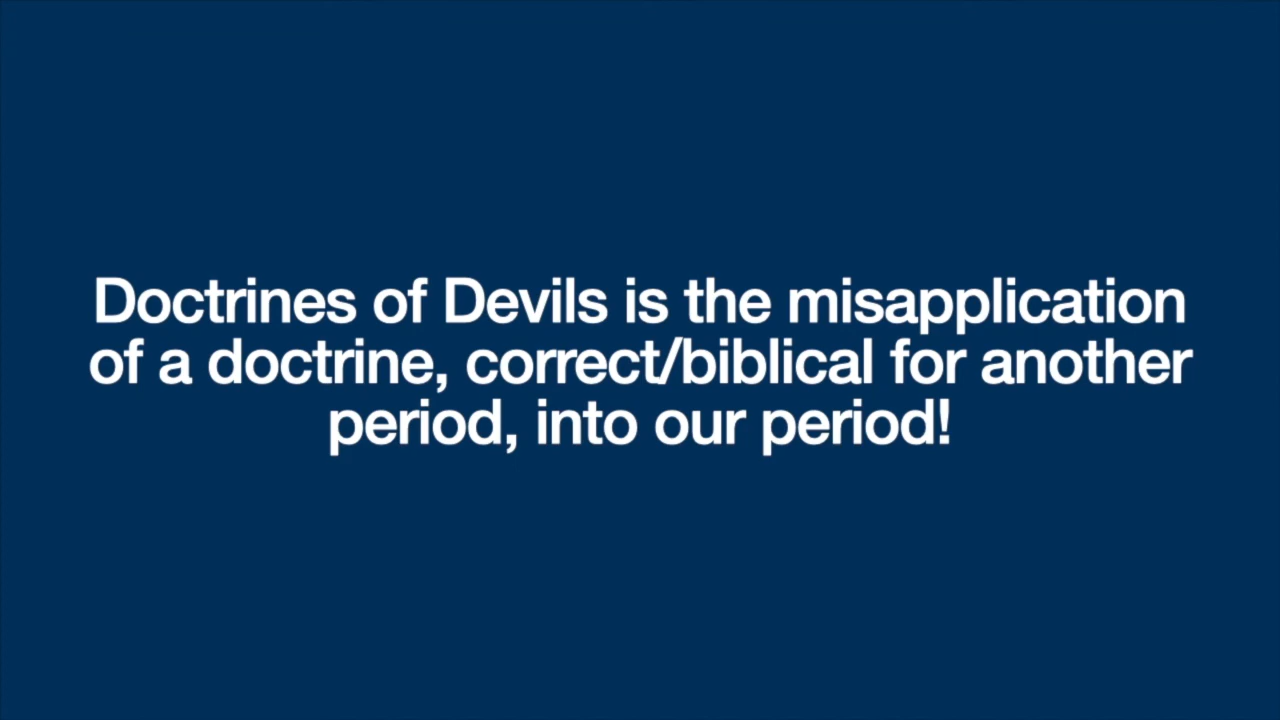 Doctrines of Devils is the misapplication
of a doctrine, correct/biblical for another
period, into our period!